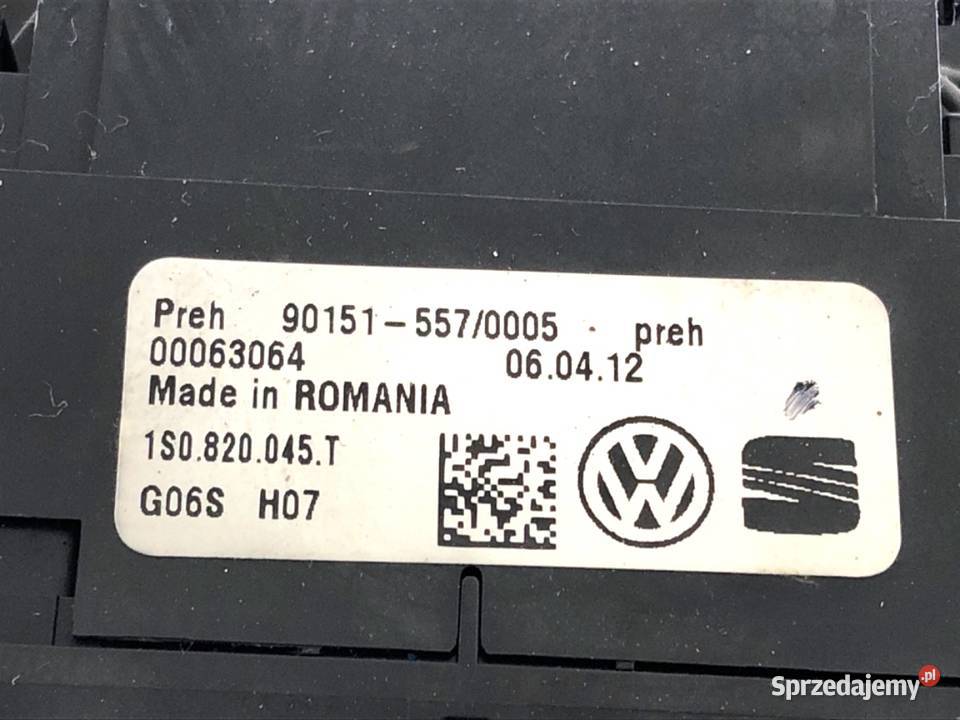 Preh 90151-557/0005 preh
00063064 06.04.12
Made in ROMANIA
1S0.820.045.T
G06S H07
Sprzedajemy.pl